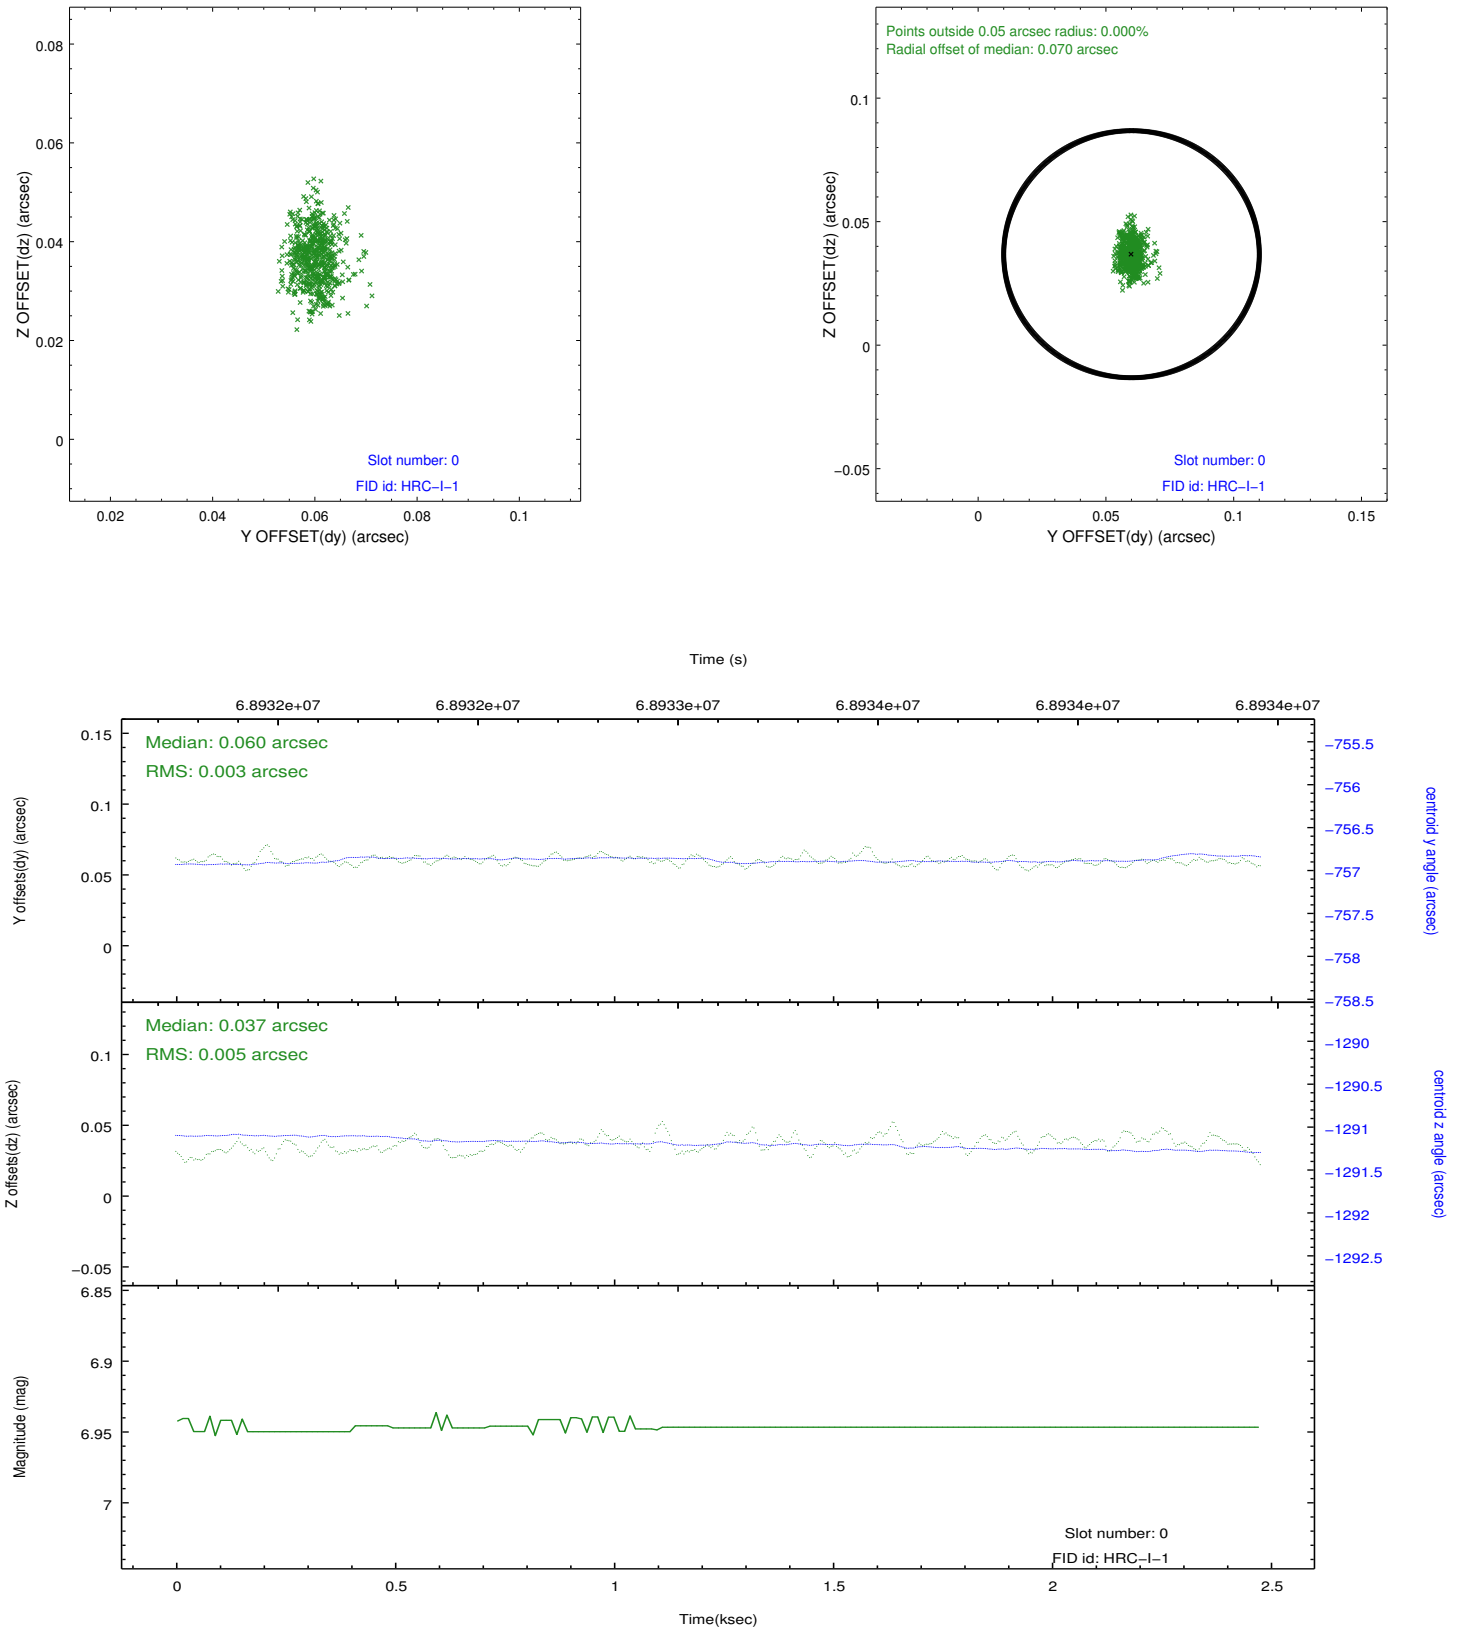 0.08
0.06
0.04
0.02
0
Z OFFSET(dz) (arcsec)
Slot number: 0
FID id: HRC−I−1
0.02 0.04 0.06 0.08 0.1
Y OFFSET(dy) (arcsec)
Points outside 0.05 arcsec radius: 0.000%
Radial offset of median: 0.070 arcsec
0.1
0.05
0
−0.05
Z OFFSET(dz) (arcsec)
Slot number: 0
FID id: HRC−I−1
0 0.05 0.1 0.15
Y OFFSET(dy) (arcsec)
Time (s)
6.8932e+07 6.8932e+07 6.8933e+07 6.8934e+07 6.8934e+07 6.8934e+07
Median: 0.060 arcsec
RMS: 0.003 arcsec
0.15
0.1
0.05
0
Y offsets(dy) (arcsec)
−755.5
−756
−756.5
−757
−757.5
−758
−758.5
centroid y angle (arcsec)
Median: 0.037 arcsec
RMS: 0.005 arcsec
0.1
0.05
0
−0.05
Z offsets(dz) (arcsec)
−1290
−1290.5
−1291
−1291.5
−1292
−1292.5
centroid z angle (arcsec)
6.85
6.9
6.95
7
Magnitude (mag)
Slot number: 0
FID id: HRC−I−1
0 0.5 1 1.5 2 2.5
Time(ksec)